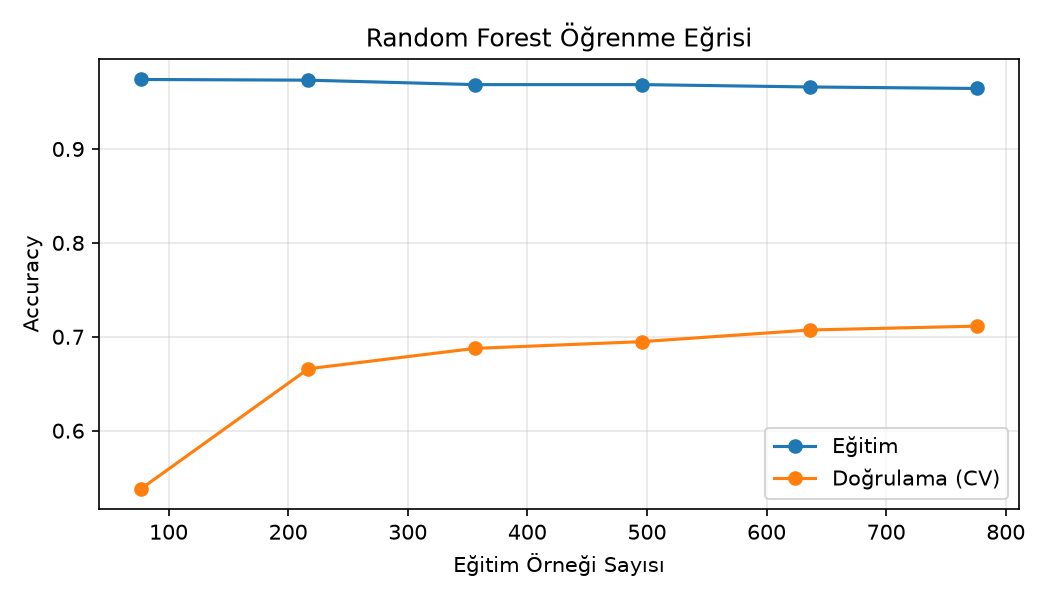 Random Forest Öğrenme Eğrisi
Accuracy
0.9
0.8
0.7
0.6
100 200 300 400 500 600 700 800
Eğitim Örneği Sayısı
Eğitim
Doğrulama (CV)